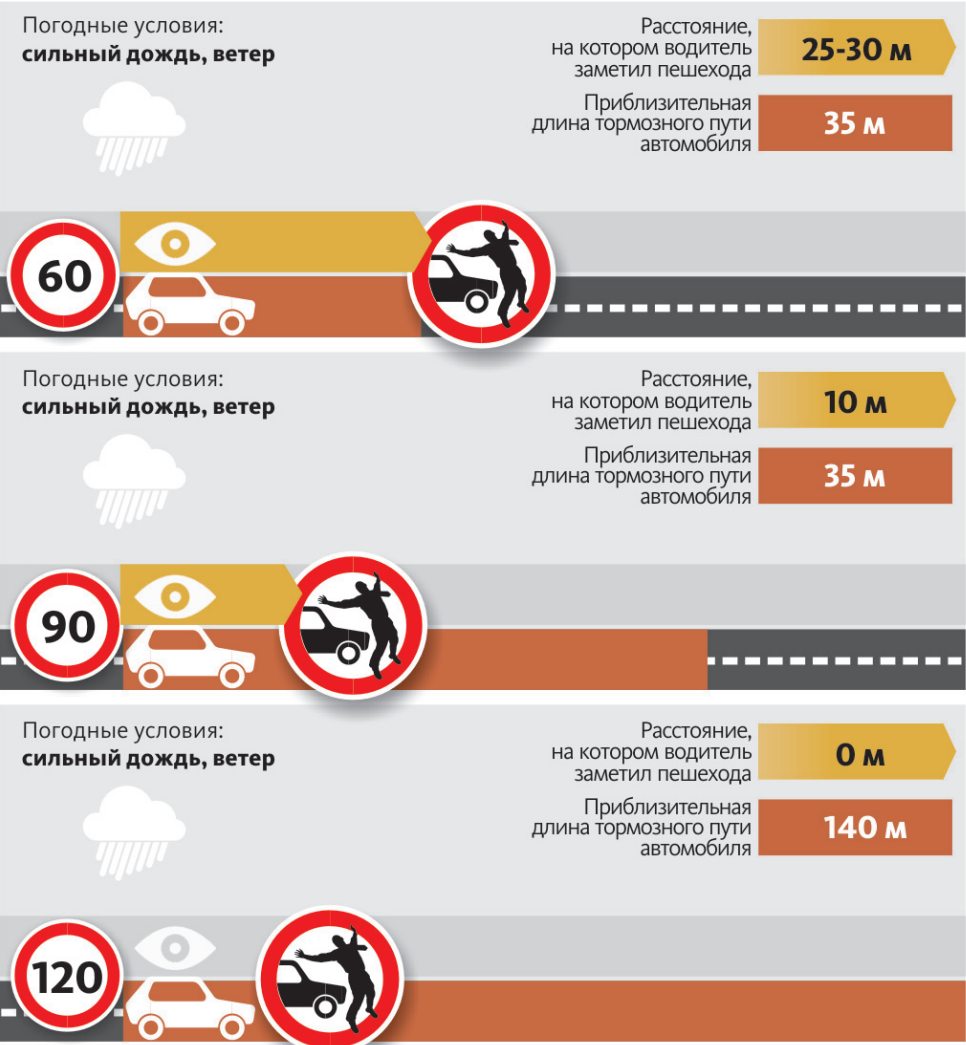 Погодные условия:
сильный дождь, ветер
Расстояние,
на котором водитель
заметил пешехода
25-30 м
Приблизительная
длина тормозного пути
автомобиля
35 м
60
Погодные условия:
сильный дождь, ветер
Расстояние,
на котором водитель
заметил пешехода
10 м
Приблизительная
длина тормозного пути
автомобиля
35 м
90
Погодные условия:
сильный дождь, ветер
Расстояние,
на котором водитель
заметил пешехода
0 м
Приблизительная
длина тормозного пути
автомобиля
140 м
120